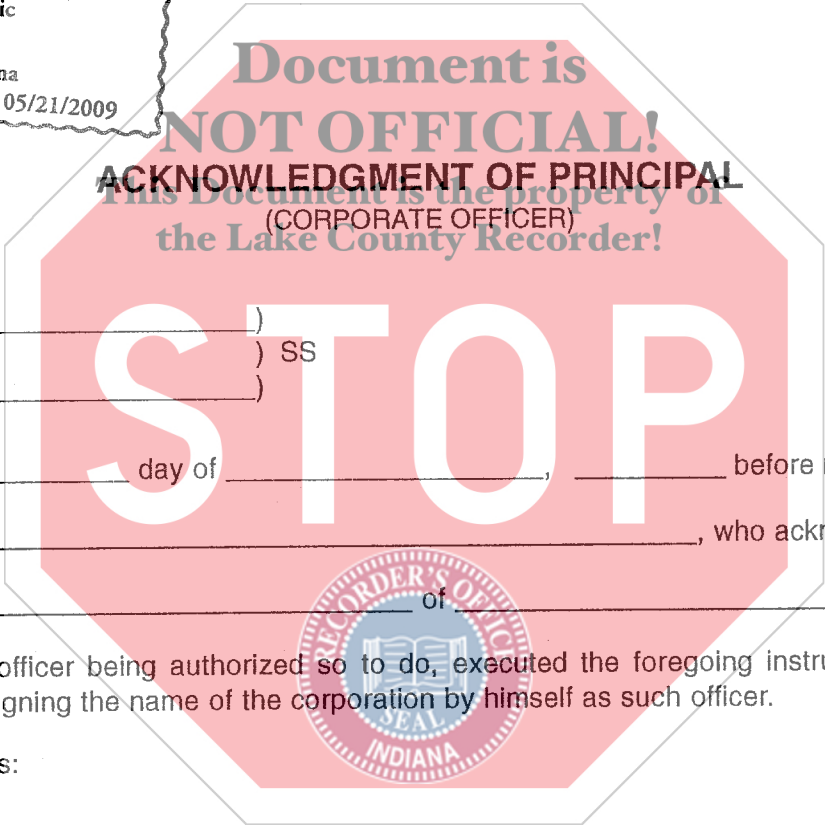 ic
na
05/21/2009
Document is
NOT OFFICIAL!
ACKNOWLEDGMENT OF PRINCIPAL
This Document is the property of
(CORPORATE OFFICER)
the Lake County Recorder!
)
) SS
)
STOP
day of , before
, who ackn
of
RECORDER'S OFFICE
officer being authorized so to do, executed the foregoing instru
gning the name of the corporation by himself as such officer.
SEAL
INDIANA
s: